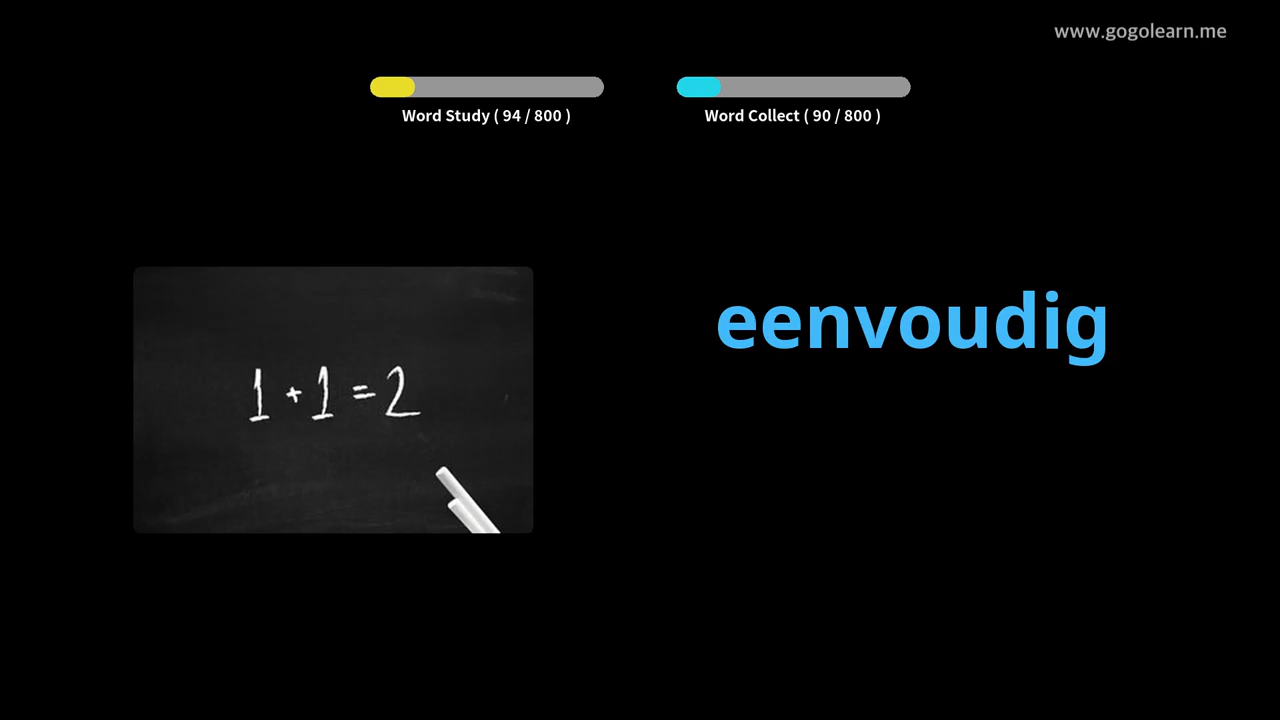 www.gogolearn.me
Word Study ( 94 / 800 )
Word Collect ( 90 / 800 )
eenvoudig
1 + 1 = 2